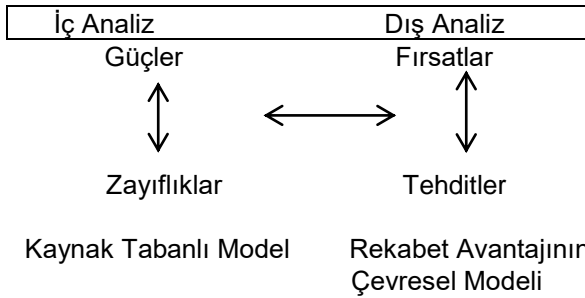 İç Analiz Dış Analiz
Güçler Fırsatlar
Zayıflıklar Tehditler
Kaynak Tabanlı Model Rekabet Avantajının
Çevresel Modeli